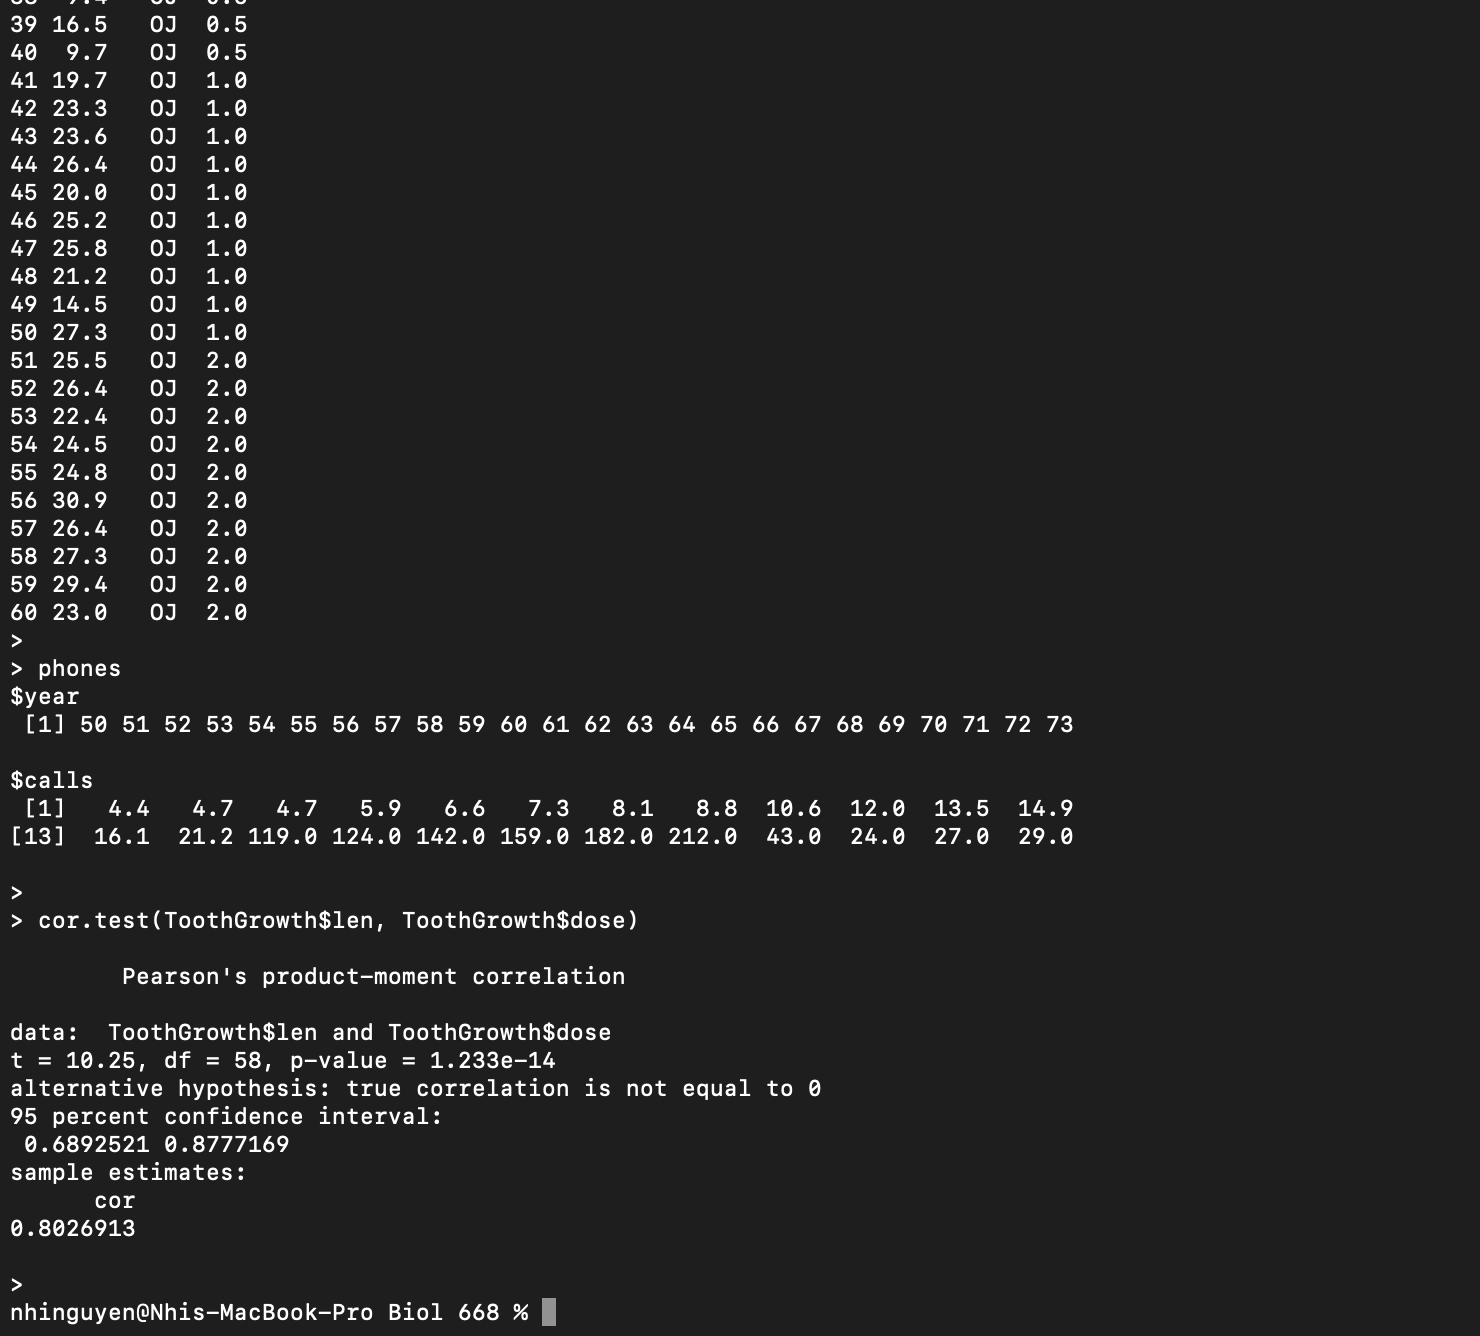 39 16.5   OJ  0.5
40  9.7   OJ  0.5
41 19.7   OJ  1.0
42 23.3   OJ  1.0
43 23.6   OJ  1.0
44 26.4   OJ  1.0
45 20.0   OJ  1.0
46 25.2   OJ  1.0
47 25.8   OJ  1.0
48 21.2   OJ  1.0
49 14.5   OJ  1.0
50 27.3   OJ  1.0
51 25.5   OJ  2.0
52 26.4   OJ  2.0
53 22.4   OJ  2.0
54 24.5   OJ  2.0
55 24.8   OJ  2.0
56 30.9   OJ  2.0
57 26.4   OJ  2.0
58 27.3   OJ  2.0
59 29.4   OJ  2.0
60 23.0   OJ  2.0
>
> phones
$year
 [1] 50 51 52 53 54 55 56 57 58 59 60 61 62 63 64 65 66 67 68 69 70 71 72 73

$calls
 [1]   4.4   4.7   4.7   5.9   6.6   7.3   8.1   8.8  10.6  12.0  13.5  14.9
[13]  16.1  21.2 119.0 124.0 142.0 159.0 182.0 212.0  43.0  24.0  27.0  29.0

>
> cor.test(ToothGrowth$len, ToothGrowth$dose)

        Pearson's product-moment correlation

data:  ToothGrowth$len and ToothGrowth$dose
t = 10.25, df = 58, p-value = 1.233e-14
alternative hypothesis: true correlation is not equal to 0
95 percent confidence interval:
 0.6892521 0.8777169
sample estimates:
      cor
0.8026913

>
nhinguyen@Nhis-MacBook-Pro Biol 668 %